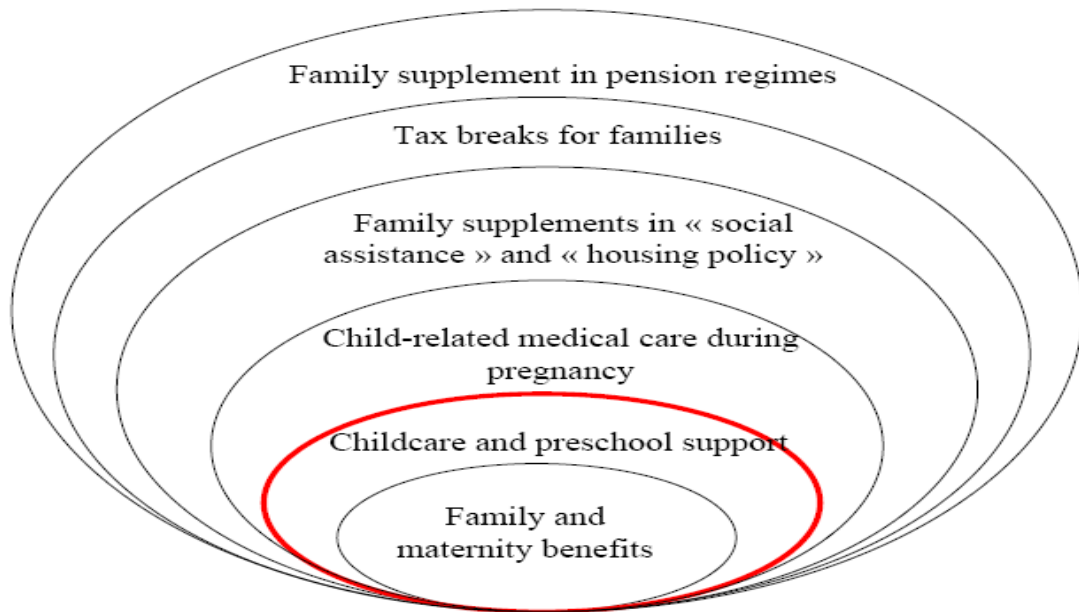 Family supplement in pension regimes
Tax breaks for families
Family supplements in « social
assistance » and « housing policy »
Child-related medical care during
pregnancy
Childcare and preschool support
Family and
maternity benefits